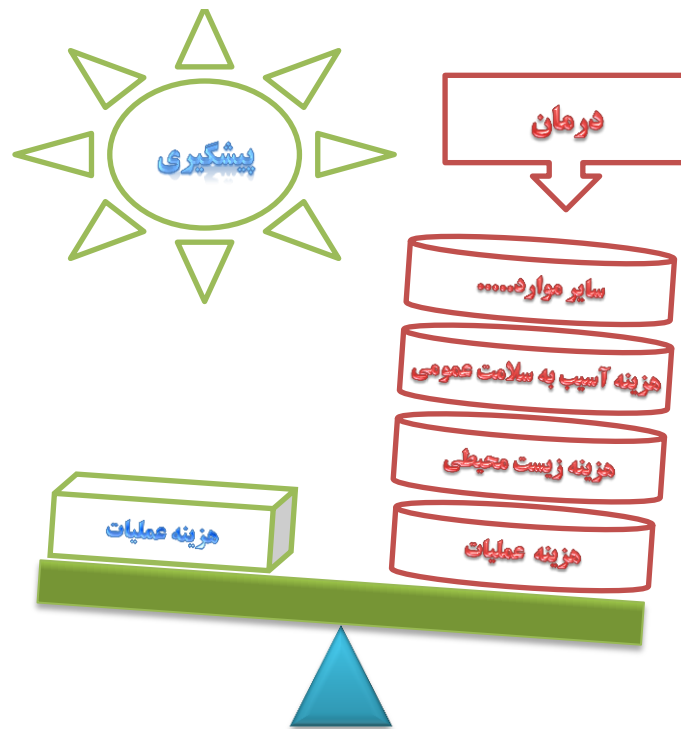 درمان
پیشگیری
سایر موارد.....
هزینه آسیب به سلامت عمومی
هزینه زیست محیطی
هزینه عملیات
هزینه عملیات